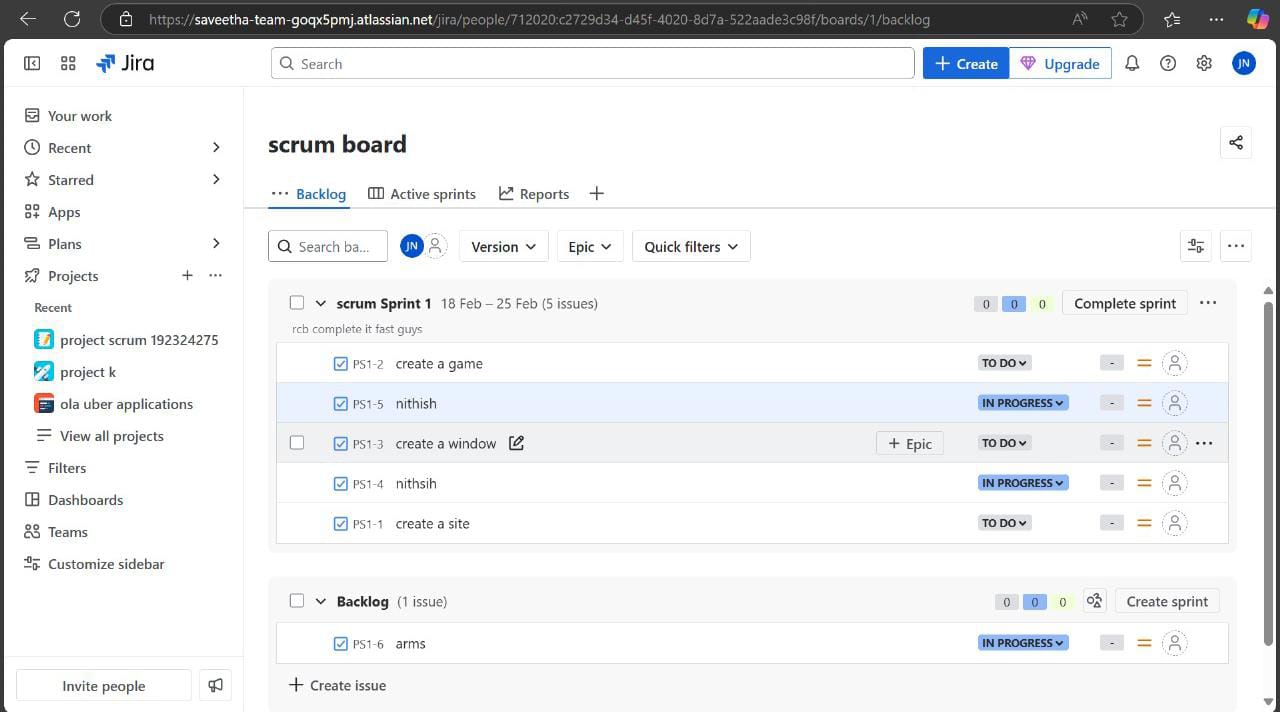 https://saveetha-team-goqx5pmj.atlassian.net/jira/people/712020:c2729d34-d45f-4020-8d7a-522aade3c98f/boards/1/backlog
Jira Search + Create Upgrade JN
Your work
Recent
Starred
Apps
Plans
Projects
Recent
project scrum 192324275
project k
ola uber applications
View all projects
Filters
Dashboards
Teams
Customize sidebar
Invite people
scrum board
Backlog Active sprints Reports
Search ba... JN Version Epic Quick filters
scrum Sprint 1 18 Feb – 25 Feb (5 issues) 0 0 0 Complete sprint
rcb complete it fast guys
PS1-2 create a game TO DO -
PS1-5 nithish IN PROGRESS -
PS1-3 create a window + Epic TO DO -
PS1-4 nithsih IN PROGRESS -
PS1-1 create a site TO DO -
Backlog (1 issue) 0 0 0 Create sprint
PS1-6 arms IN PROGRESS -
+ Create issue